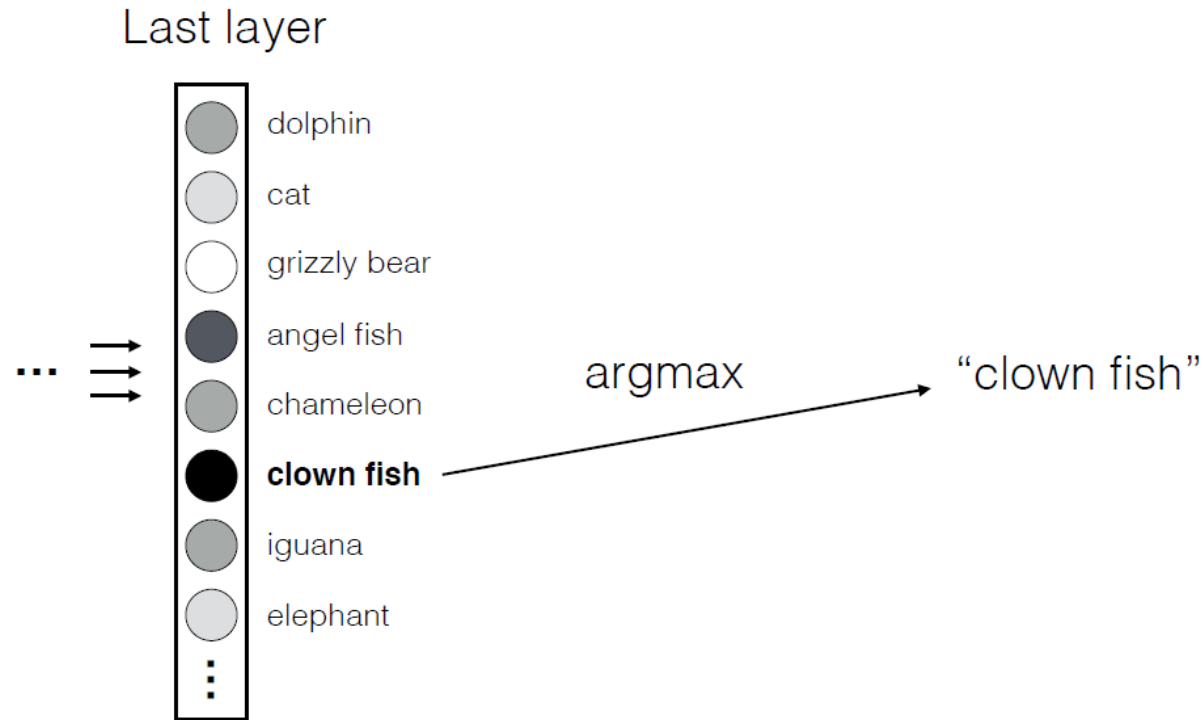 Last layer
dolphin
cat
grizzly bear
angel fish
...
chameleon
argmax
“clown fish”
clown fish
iguana
elephant
⋮